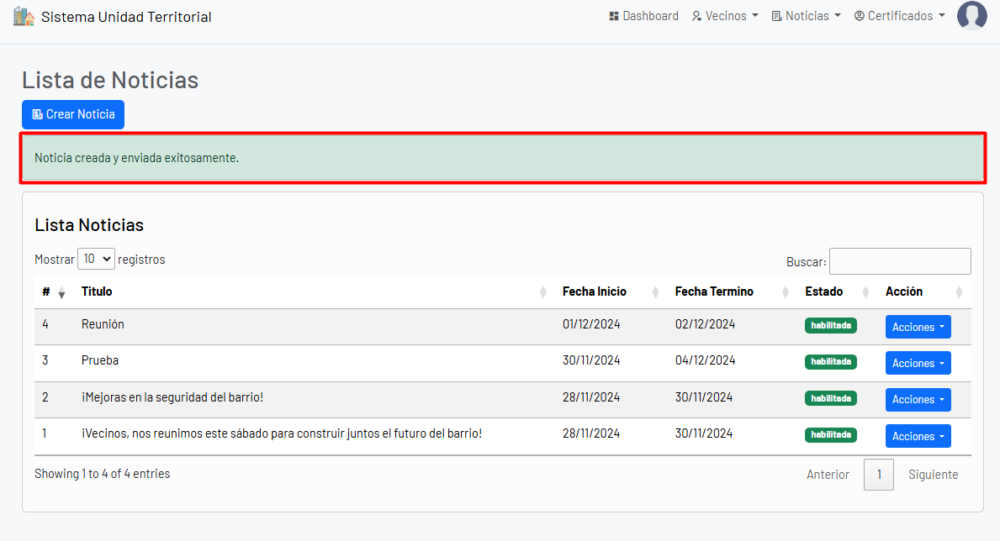 Sistema Unidad Territorial
Dashboard Vecinos Noticias Certificados
Lista de Noticias
Crear Noticia
Noticia creada y enviada exitosamente.
Lista Noticias
Mostrar 10 registros
Buscar:
# Titulo Fecha Inicio Fecha Termino Estado Acción
4 Reunión 01/12/2024 02/12/2024 habilitada Acciones
3 Prueba 30/11/2024 04/12/2024 habilitada Acciones
2 ¡Mejoras en la seguridad del barrio! 28/11/2024 30/11/2024 habilitada Acciones
1 ¡Vecinos, nos reunimos este sábado para construir juntos el futuro del barrio! 28/11/2024 30/11/2024 habilitada Acciones
Showing 1 to 4 of 4 entries
Anterior 1 Siguiente